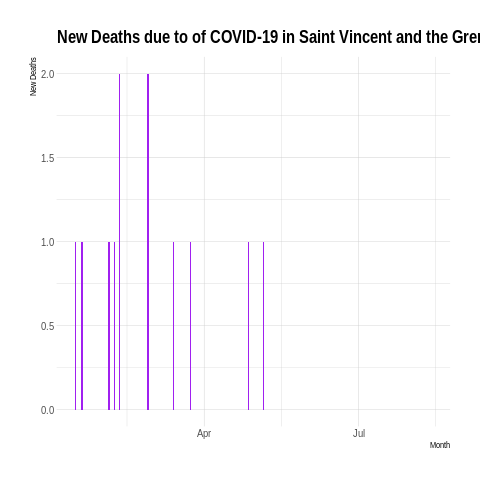 New Deaths due to of COVID-19 in Saint Vincent and the Gren
New Deaths
2.0
1.5
1.0
0.5
0.0
Apr
Jul
Month